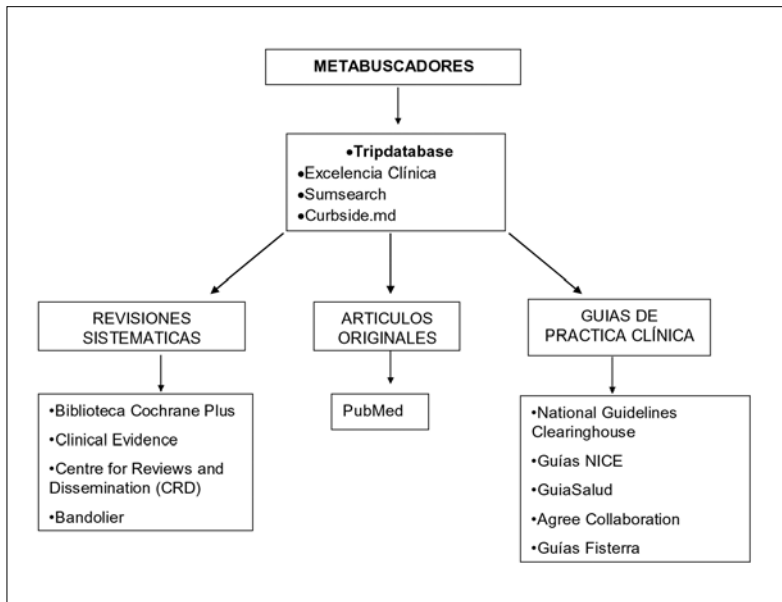 METABUSCADORES
•Tripdatabase
•Excelencia Clínica
•Sumsearch
•Curbside.md
REVISIONES
SISTEMATICAS
ARTICULOS
ORIGINALES
GUIAS DE
PRACTICA CLÍNICA
•Biblioteca Cochrane Plus
•Clinical Evidence
•Centre for Reviews and
Dissemination (CRD)
•Bandolier
PubMed
•National Guidelines
Clearinghouse
•Guías NICE
•GuiaSalud
•Agree Collaboration
•Guías Fisterra